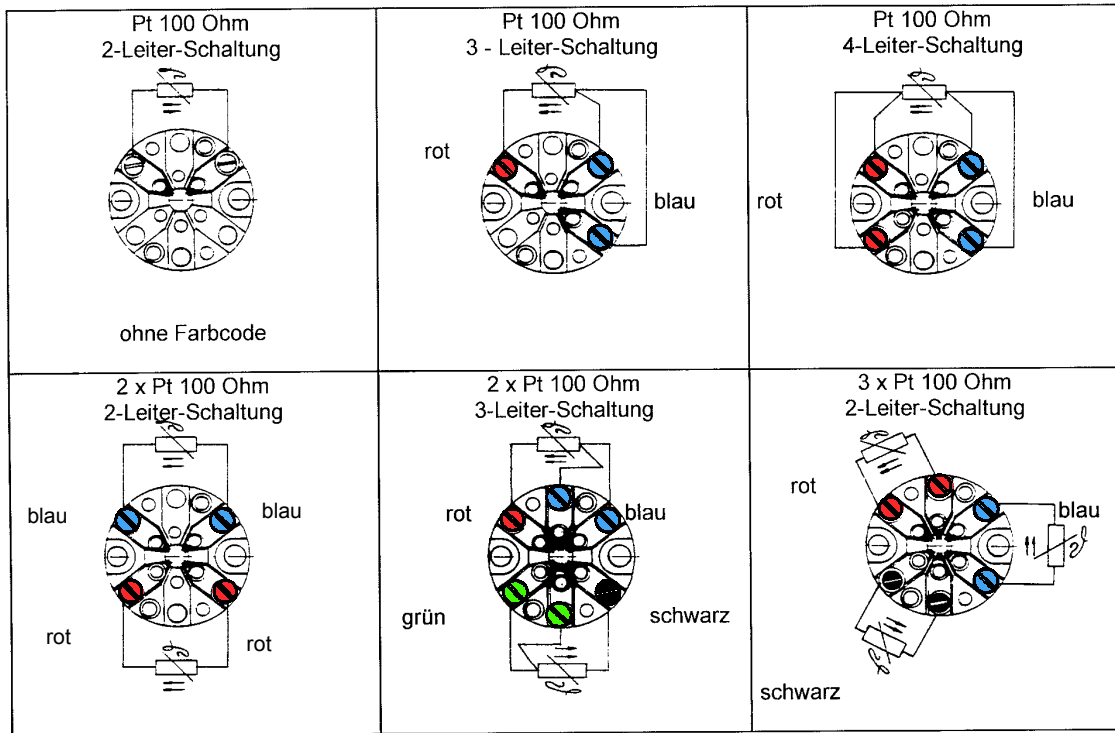 Pt 100 Ohm
2-Leiter-Schaltung
ohne Farbcode
Pt 100 Ohm
3 - Leiter-Schaltung
rot
blau
Pt 100 Ohm
4-Leiter-Schaltung
rot
blau
2 x Pt 100 Ohm
2-Leiter-Schaltung
blau
blau
rot
rot
2 x Pt 100 Ohm
3-Leiter-Schaltung
rot
blau
grün
schwarz
3 x Pt 100 Ohm
2-Leiter-Schaltung
rot
blau
schwarz